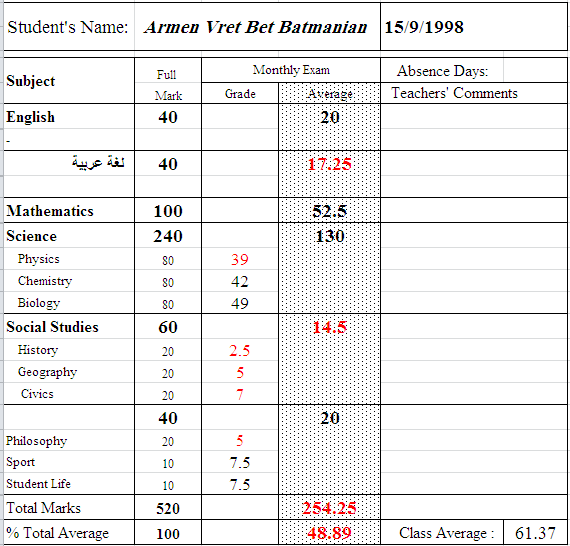 Student's Name: Armen Vret Bet Batmanian 15/9/1998
Subject Full Mark Monthly Exam Absence Days:
Grade Average Teachers' Comments
English 40 20
-
لغة عربية 40 17.25
Mathematics 100 52.5
Science 240 130
Physics 80 39
Chemistry 80 42
Biology 80 49
Social Studies 60 14.5
History 20 2.5
Geography 20 5
Civics 20 7
40 20
Philosophy 20 5
Sport 10 7.5
Student Life 10 7.5
Total Marks 520 254.25
% Total Average 100 48.89 Class Average : 61.37